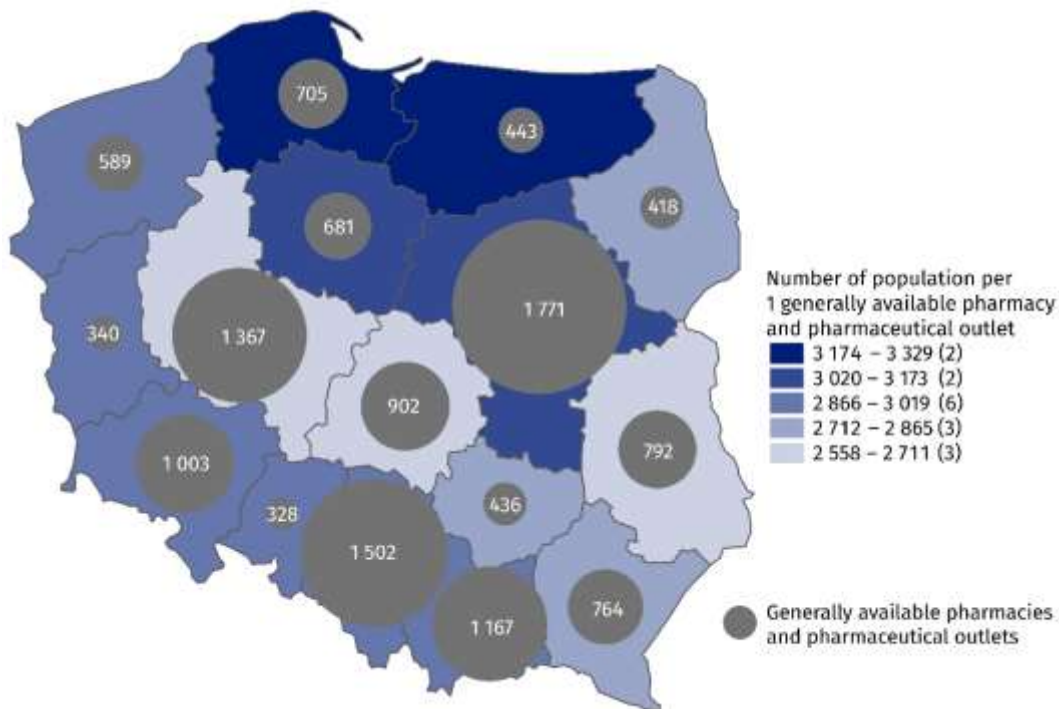 705
443
589
418
681
1 771
340
1 367
902
792
1 003
436
328
1 502
764
1 167
Number of population per
1 generally available pharmacy
and pharmaceutical outlet
3 174 – 3 329 (2)
3 020 – 3 173 (2)
2 866 – 3 019 (6)
2 712 – 2 865 (3)
2 558 – 2 711 (3)
Generally available pharmacies
and pharmaceutical outlets